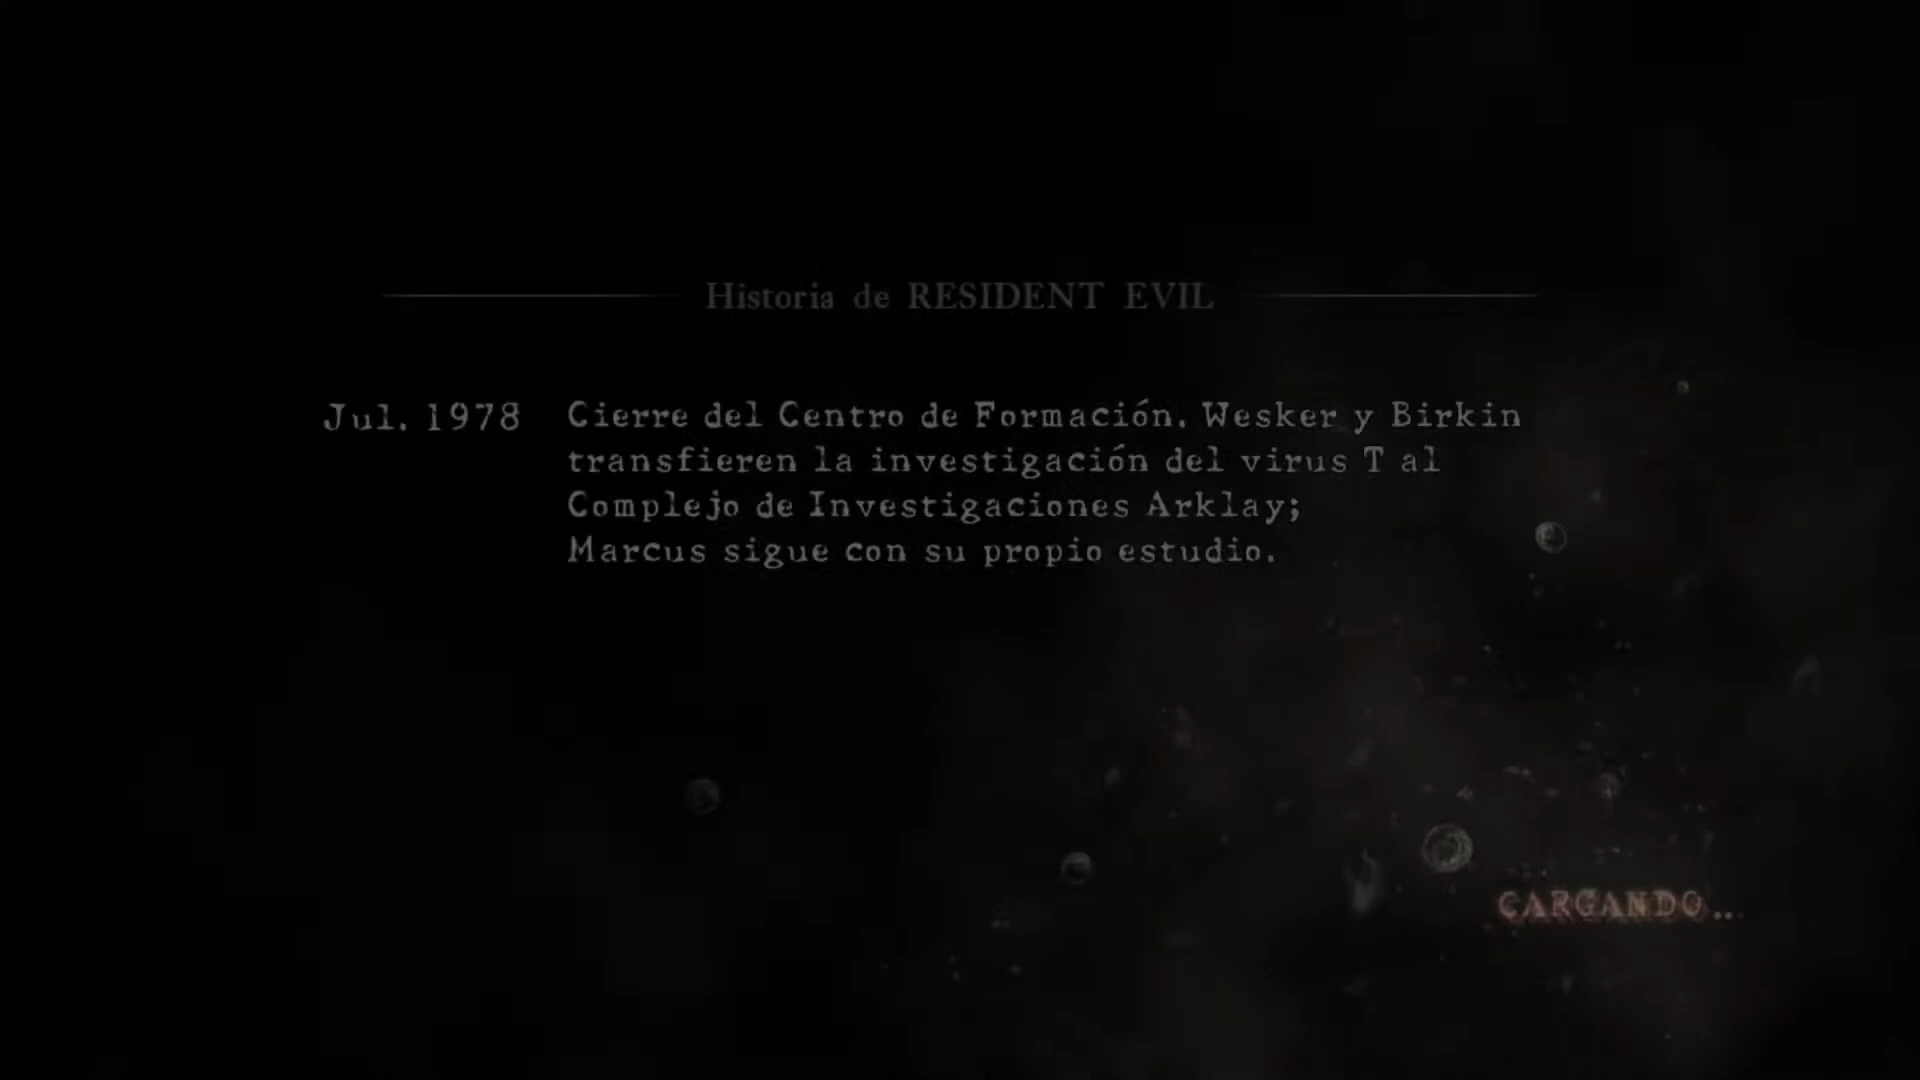 Historia de RESIDENT EVIL
Jul. 1978 Cierre del Centro de Formación. Wesker y Birkin
transfieren la investigación del virus T al
Complejo de Investigaciones Arklay;
Marcus sigue con su propio estudio.
CARGANDO...